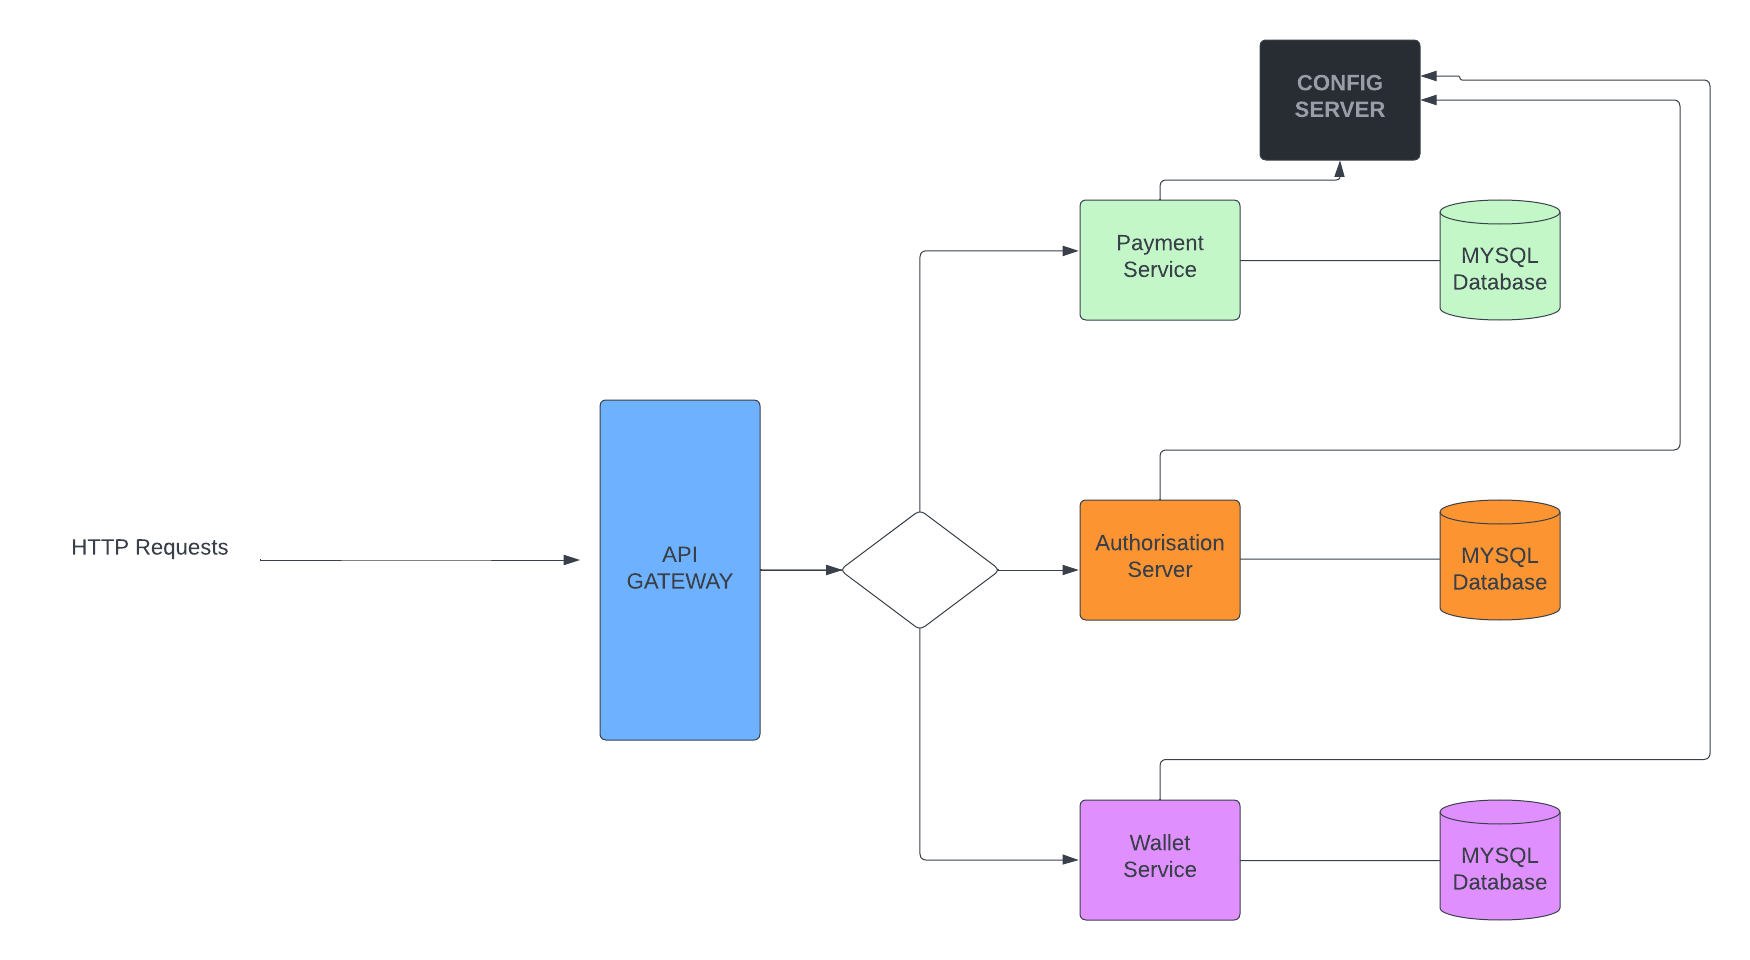 CONFIG
SERVER
Payment
Service
MYSQL
Database
HTTP Requests
API
GATEWAY
Authorisation
Server
MYSQL
Database
Wallet
Service
MYSQL
Database